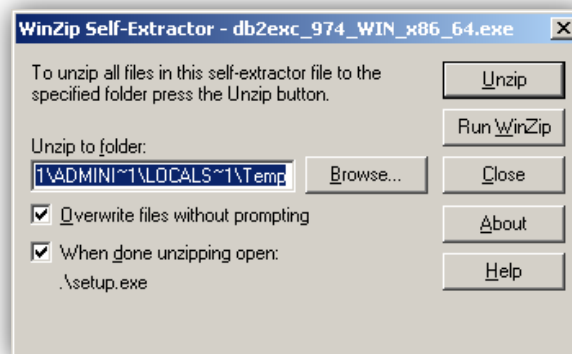 WinZip Self-Extractor - db2exc_974_WIN_x86_64.exe
To unzip all files in this self-extractor file to the
specified folder press the Unzip button.
Unzip to folder:
1\ADMINI~1\LOCALS~1\Temp
Browse...
Overwrite files without prompting
When done unzipping open:
.\setup.exe
Unzip
Run WinZip
Close
About
Help